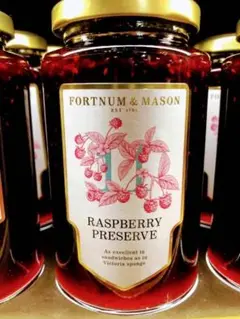 FORTNUM & MASON
EST 1707
RASPBERRY
PRESERVE
As excellent in
sandwiches as in
Victoria sponge